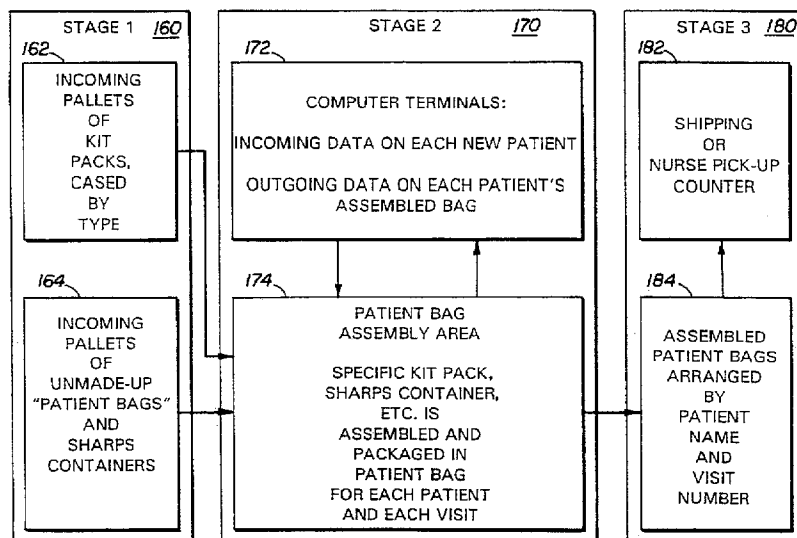 STAGE 1 160
162
INCOMING
PALLETS
OF
KIT
PACKS,
CASED
BY
TYPE
164
INCOMING
PALLETS
OF
UNMADE-UP
"PATIENT BAGS"
AND
SHARPS
CONTAINERS
STAGE 2 170
172
COMPUTER TERMINALS:
INCOMING DATA ON EACH NEW PATIENT
OUTGOING DATA ON EACH PATIENT'S
ASSEMBLED BAG
174
PATIENT BAG
ASSEMBLY AREA
SPECIFIC KIT PACK,
SHARPS CONTAINER,
ETC. IS
ASSEMBLED AND
PACKAGED IN
PATIENT BAG
FOR EACH PATIENT
AND EACH VISIT
STAGE 3 180
182
SHIPPING
OR
NURSE PICK-UP
COUNTER
184
ASSEMBLED
PATIENT BAGS
ARRANGED
BY
PATIENT
NAME
AND
VISIT
NUMBER